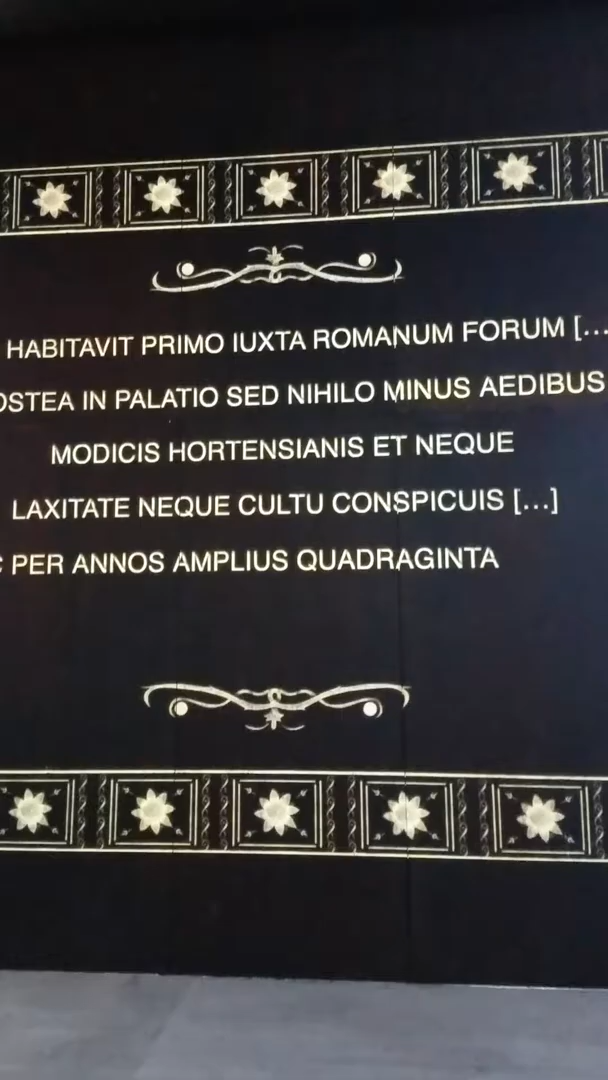 HABITAVIT PRIMO IUXTA ROMANUM FORUM [...
OSTEA IN PALATIO SED NIHILO MINUS AEDIBUS
MODICIS HORTENSIANIS ET NEQUE
LAXITATE NEQUE CULTU CONSPICUIS [...]
C PER ANNOS AMPLIUS QUADRAGINTA